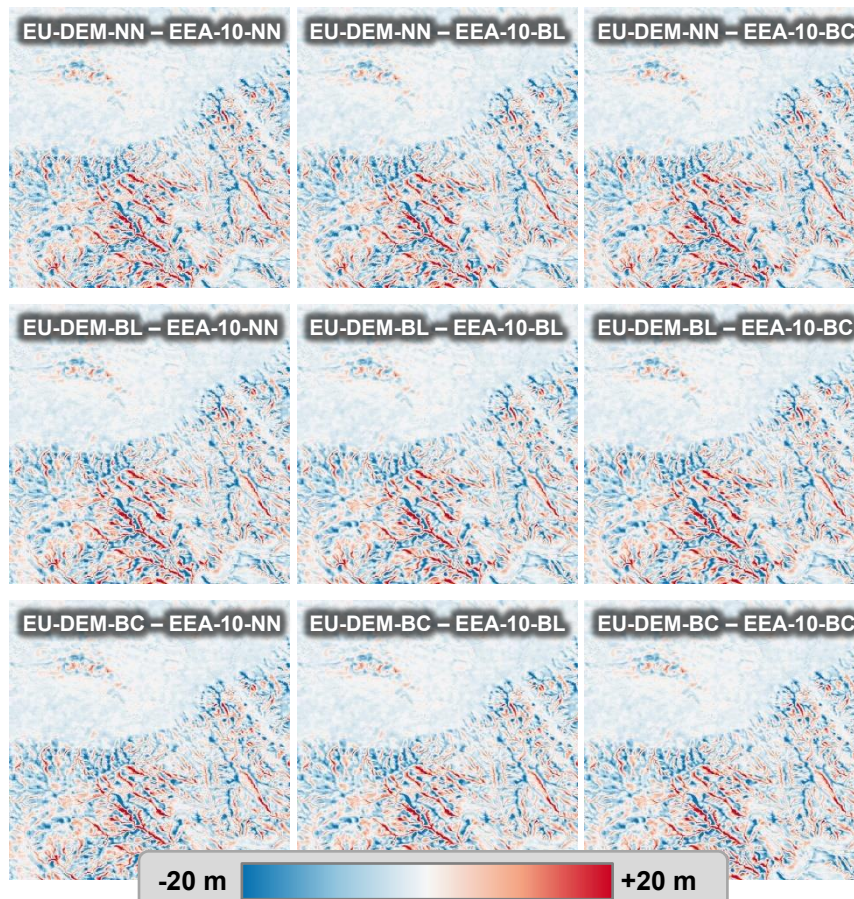 EU-DEM-NN – EEA-10-NN
EU-DEM-NN – EEA-10-BL
EU-DEM-NN – EEA-10-BC
EU-DEM-BL – EEA-10-NN
EU-DEM-BL – EEA-10-BL
EU-DEM-BL – EEA-10-BC
EU-DEM-BC – EEA-10-NN
EU-DEM-BC – EEA-10-BL
EU-DEM-BC – EEA-10-BC
-20 m
+20 m